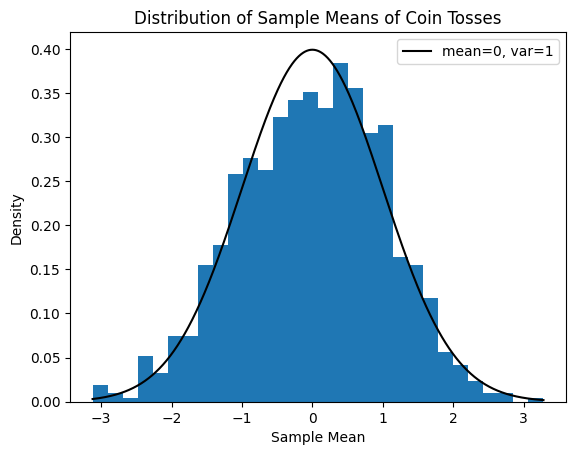 Distribution of Sample Means of Coin Tosses
mean=0, var=1
Density
0.40
0.35
0.30
0.25
0.20
0.15
0.10
0.05
0.00
−3 −2 −1 0 1 2 3
Sample Mean